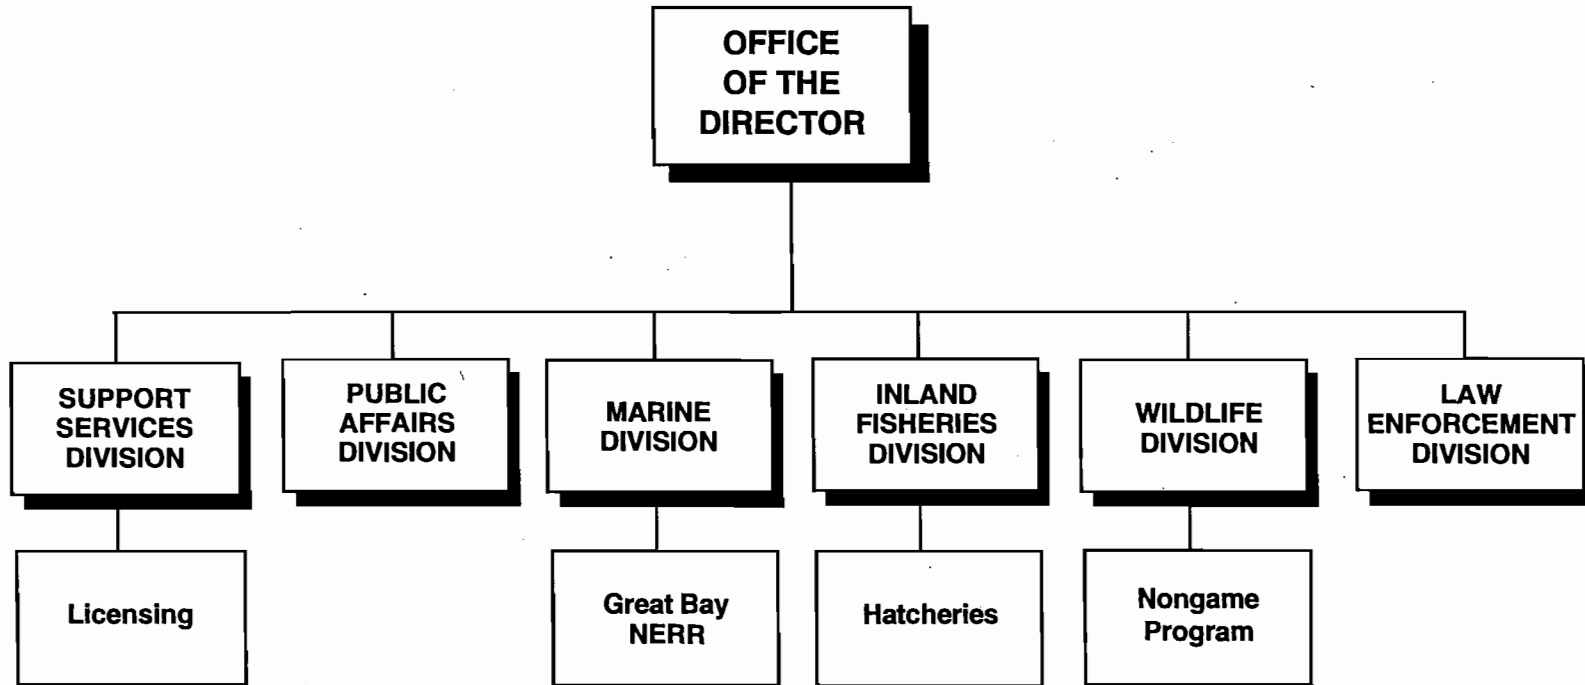 OFFICE
OF THE
DIRECTOR
SUPPORT
SERVICES
DIVISION
PUBLIC
AFFAIRS
DIVISION
MARINE
DIVISION
INLAND
FISHERIES
DIVISION
WILDLIFE
DIVISION
LAW
ENFORCEMENT
DIVISION
Licensing
Great Bay
NERR
Hatcheries
Nongame
Program